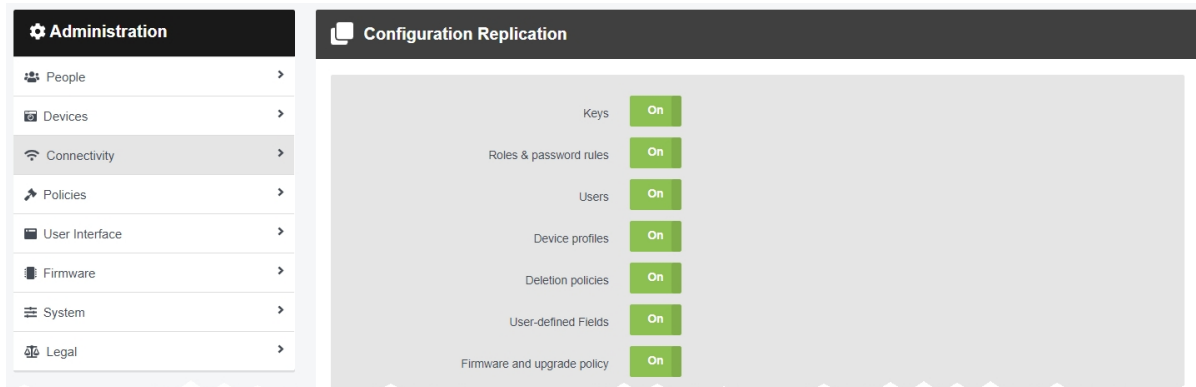 Administration
People
Devices
Connectivity
Policies
User Interface
Firmware
System
Legal
Configuration Replication
Keys On
Roles & password rules On
Users On
Device profiles On
Deletion policies On
User-defined Fields On
Firmware and upgrade policy On